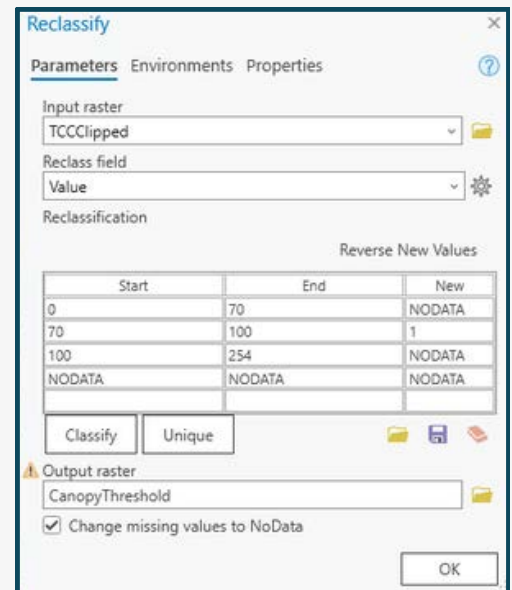 Reclassify
Parameters Environments Properties
Input raster
TCCClipped
Reclass field
Value
Reclassification
Reverse New Values
Start End New
0 70 NODATA
70 100 1
100 254 NODATA
NODATA NODATA NODATA
Classify Unique
Output raster
CanopyThreshold
Change missing values to NoData
OK